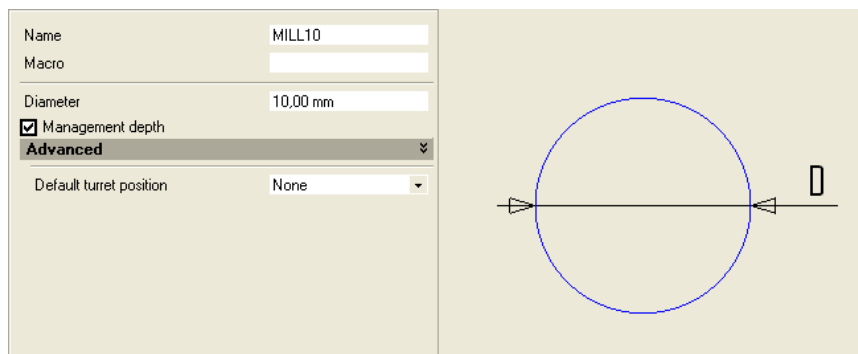 Name MILL10
Macro
Diameter 10,00 mm
Management depth
Advanced
Default turret position None
D